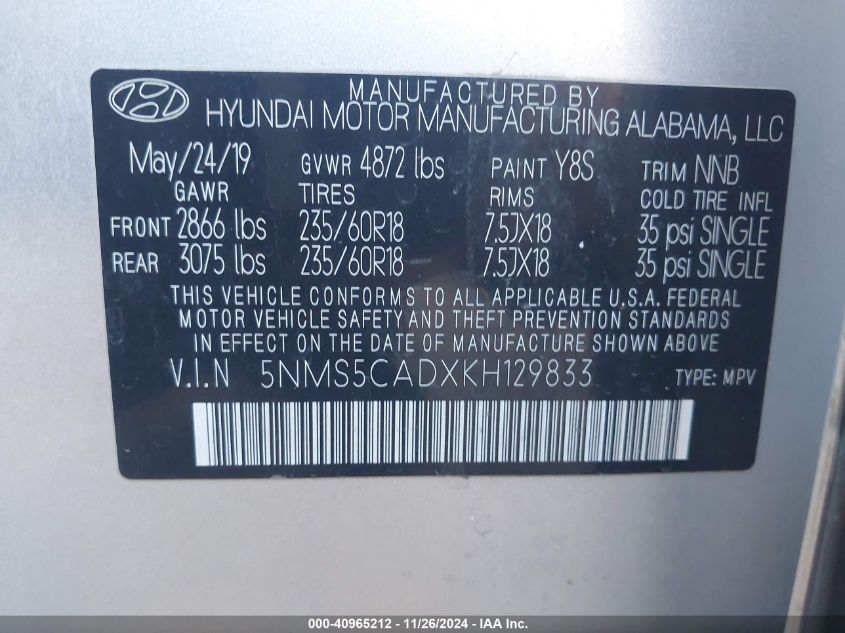 MANUFACTURED BY
HYUNDAI MOTOR MANUFACTURING ALABAMA, LLC
May/24/19 GVWR 4872 lbs PAINT Y8S TRIM NNB
GAWR TIRES RIMS COLD TIRE INFL
FRONT 2866 lbs 235/60R18 7.5JX18 35 psi SINGLE
REAR 3075 lbs 235/60R18 7.5JX18 35 psi SINGLE
THIS VEHICLE CONFORMS TO ALL APPLICABLE U.S.A. FEDERAL
MOTOR VEHICLE SAFETY AND THEFT PREVENTION STANDARDS
IN EFFECT ON THE DATE OF MANUFACTURE SHOWN ABOVE.
V.I.N 5NMS5CADXKH129833 TYPE: MPV
000-40965212 - 11/26/2024 - IAA Inc.